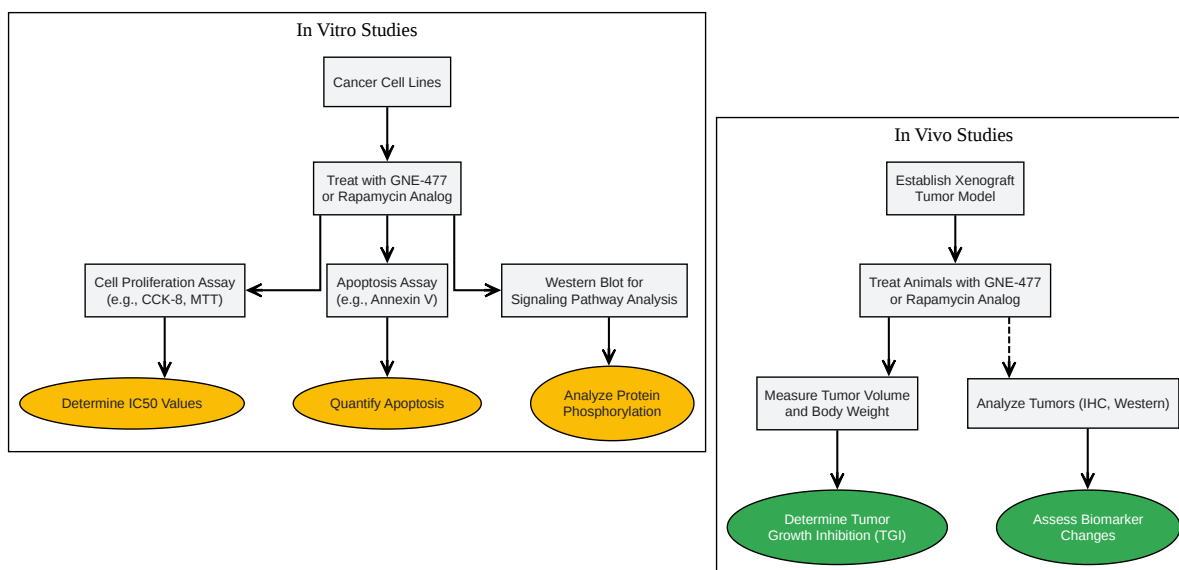 In Vitro Studies
Cancer Cell Lines
Treat with GNE-477
or Rapamycin Analog
Cell Proliferation Assay
(e.g., CCK-8, MTT)
Apoptosis Assay
(e.g., Annexin V)
Western Blot for
Signaling Pathway Analysis
Determine IC50 Values
Quantify Apoptosis
Analyze Protein
Phosphorylation
In Vivo Studies
Establish Xenograft
Tumor Model
Treat Animals with GNE-477
or Rapamycin Analog
Measure Tumor Volume
and Body Weight
Analyze Tumors (IHC, Western)
Determine Tumor
Growth Inhibition (TGI)
Assess Biomarker
Changes